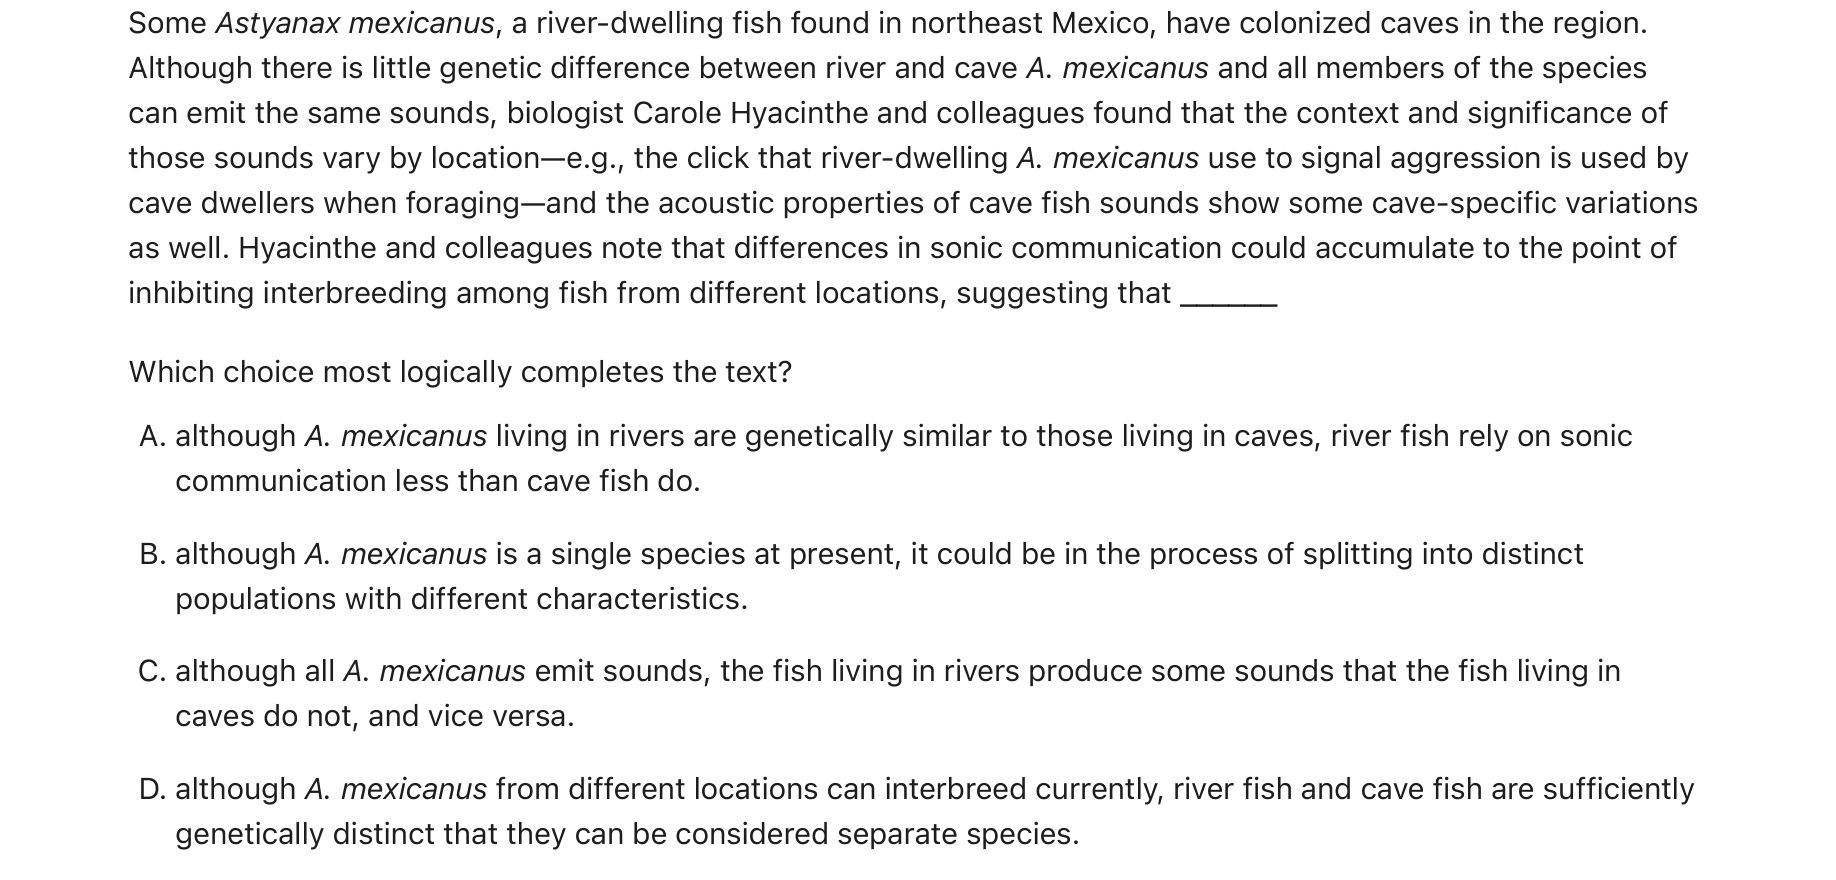 Some Astyanax mexicanus, a river-dwelling fish found in northeast Mexico, have colonized caves in the region.
Although there is little genetic difference between river and cave A. mexicanus and all members of the species
can emit the same sounds, biologist Carole Hyacinthe and colleagues found that the context and significance of
those sounds vary by location—e.g., the click that river-dwelling A. mexicanus use to signal aggression is used by
cave dwellers when foraging—and the acoustic properties of cave fish sounds show some cave-specific variations
as well. Hyacinthe and colleagues note that differences in sonic communication could accumulate to the point of
inhibiting interbreeding among fish from different locations, suggesting that ______
Which choice most logically completes the text?
A. although A. mexicanus living in rivers are genetically similar to those living in caves, river fish rely on sonic
communication less than cave fish do.
B. although A. mexicanus is a single species at present, it could be in the process of splitting into distinct
populations with different characteristics.
C. although all A. mexicanus emit sounds, the fish living in rivers produce some sounds that the fish living in
caves do not, and vice versa.
D. although A. mexicanus from different locations can interbreed currently, river fish and cave fish are sufficiently
genetically distinct that they can be considered separate species.